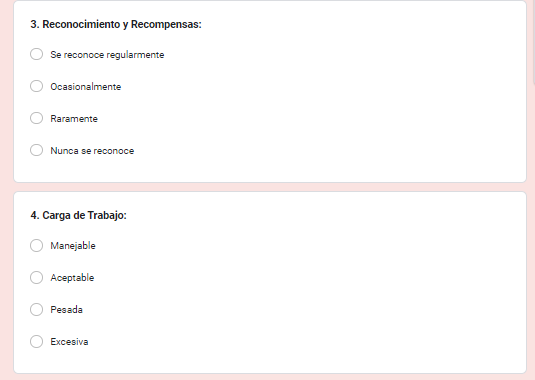 3. Reconocimiento y Recompensas:
Se reconoce regularmente
Ocasionalmente
Raramente
Nunca se reconoce
4. Carga de Trabajo:
Manejable
Aceptable
Pesada
Excesiva